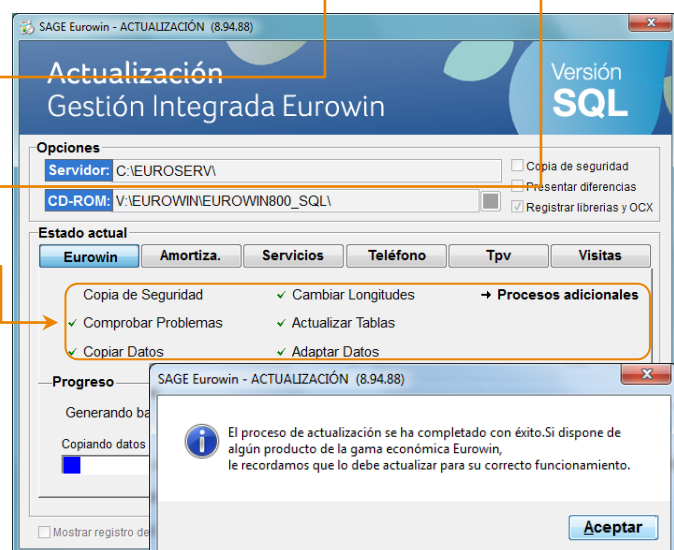 SAGE Eurowin - ACTUALIZACIÓN (8.94.88)
Actualización
Gestión Integrada Eurowin
Versión
SQL
Opciones
Servidor: C:\EUROSERV\
CD-ROM: V:\EUROWIN\EUROWIN800_SQL\
Copia de seguridad
Presentar diferencias
Registrar librerias y OCX
Estado actual
Eurowin Amortiza. Servicios Teléfono Tpv Visitas
Copia de Seguridad Cambiar Longitudes Procesos adicionales
Comprobar Problemas Actualizar Tablas
Copiar Datos Adaptar Datos
Progreso
Generando
Copiando datos
Mostrar registro
SAGE Eurowin - ACTUALIZACIÓN (8.94.88)
El proceso de actualización se ha completado con éxito.Si dispone de
algún producto de la gama económica Eurowin,
le recordamos que lo debe actualizar para su correcto funcionamiento.
Aceptar